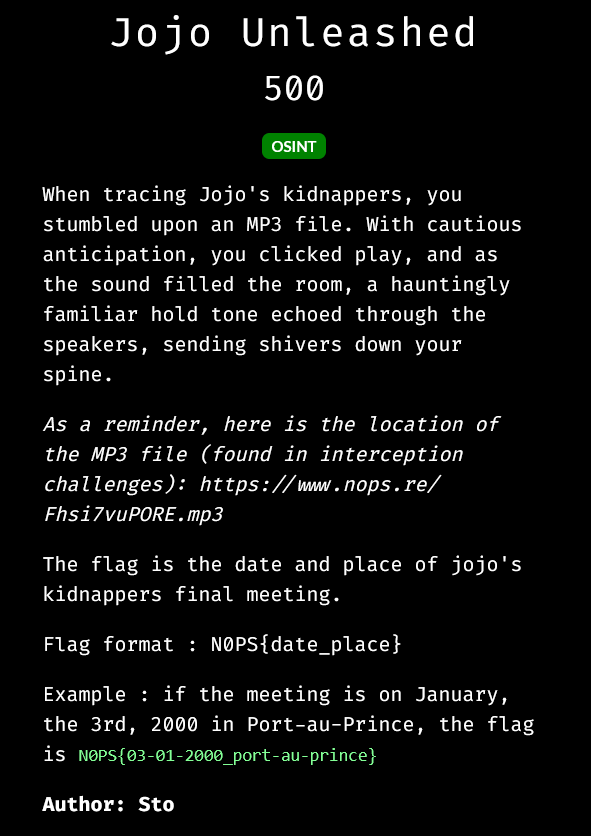 Jojo Unleashed
500
OSINT
When tracing Jojo's kidnappers, you
stumbled upon an MP3 file. With cautious
anticipation, you clicked play, and as
the sound filled the room, a hauntingly
familiar hold tone echoed through the
speakers, sending shivers down your
spine.
As a reminder, here is the location of
the MP3 file (found in interception
challenges): https://www.nops.re/
Fhsi7vuPORE.mp3
The flag is the date and place of jojo's
kidnappers final meeting.
Flag format : N0PS{date_place}
Example : if the meeting is on January,
the 3rd, 2000 in Port-au-Prince, the flag
is N0PS{03-01-2000_port-au-prince}
Author: Sto